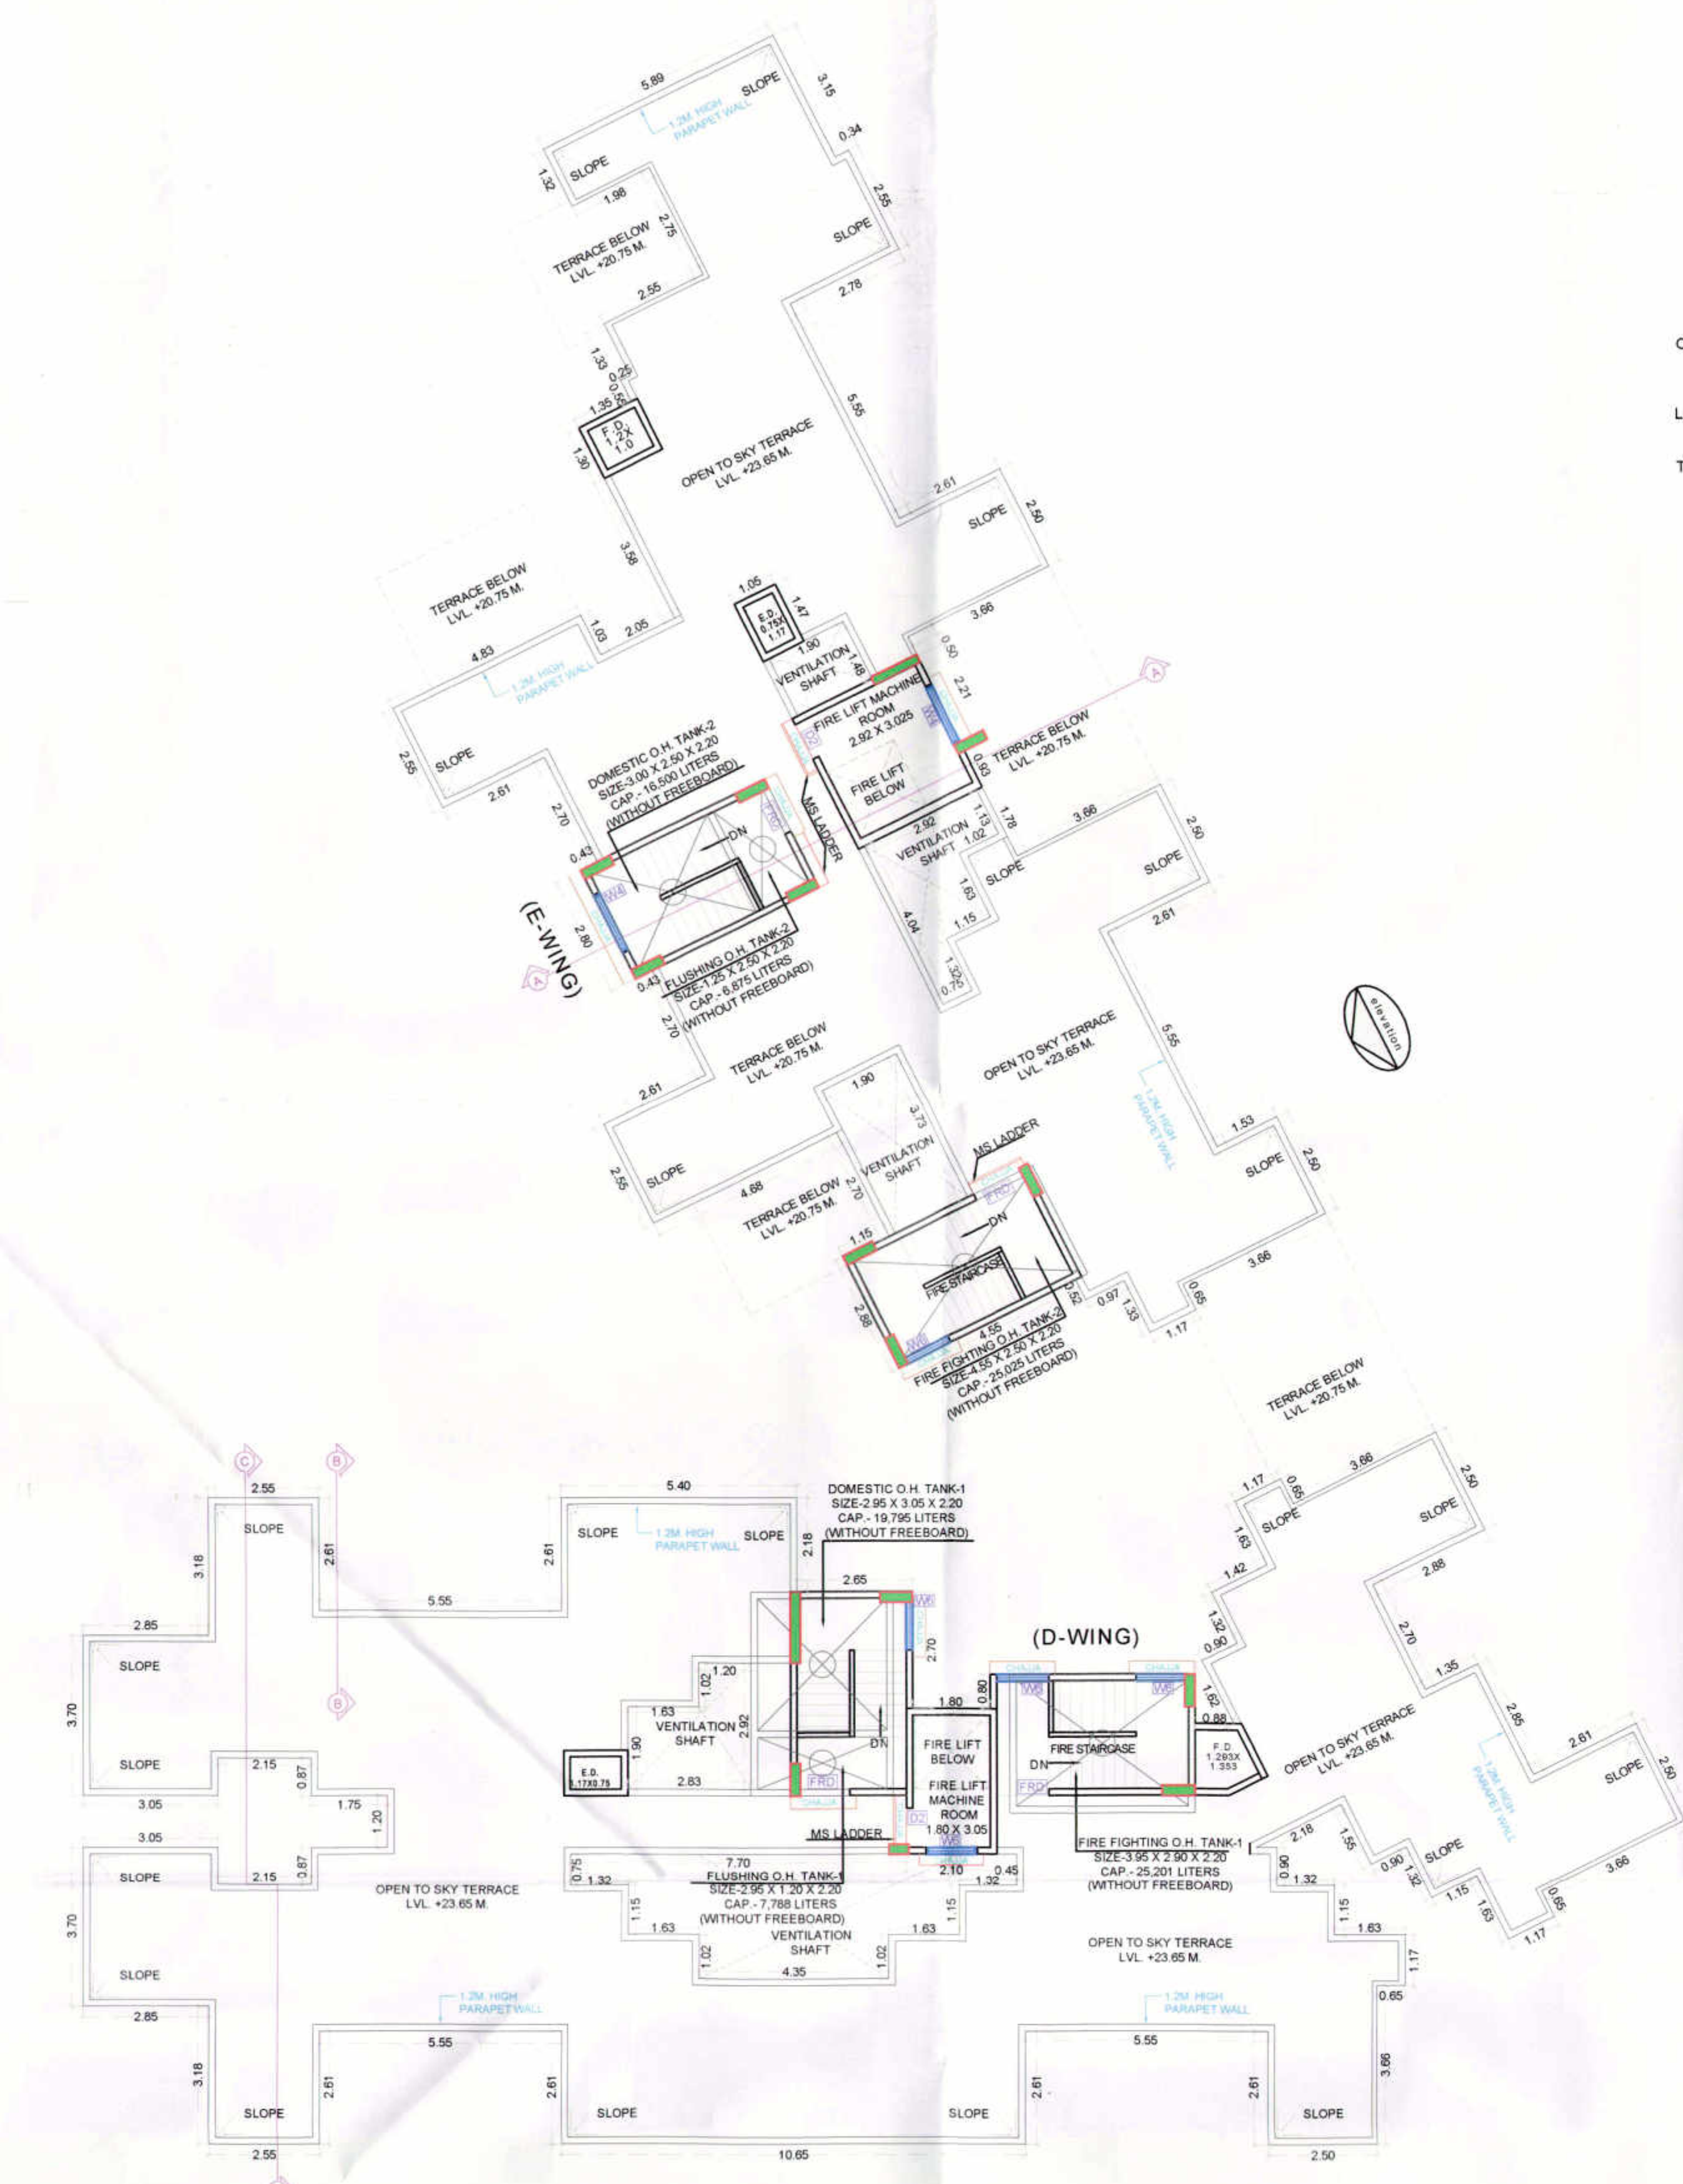 5.89
SLOPE
3.15
1.2M. HIGH
PARAPET WALL
0.34
SLOPE
1.32
1.98
2.55
TERRACE BELOW
LVL. +20.75 M.
2.75
SLOPE
2.55
2.78
1.33
0.25
0.56
1.35
F.D.
1.2X
1.0
1.30
5.55
OPEN TO SKY TERRACE
LVL. +23.65 M.
2.61
SLOPE
2.50
3.58
TERRACE BELOW
LVL. +20.75 M.
1.05
1.47
E.D.
0.75X
1.17
3.66
1.03
2.05
4.83
1.2M. HIGH
PARAPET WALL
1.90
VENTILATION
SHAFT
1.48
0.50
2.21
A
FIRE LIFT MACHINE
ROOM
2.92 X 3.025
D2
CHAJJA
W4
CHAJJA
TERRACE BELOW
LVL. +20.75 M.
0.93
2.55
SLOPE
2.61
2.70
DOMESTIC O.H. TANK-2
SIZE-3.00 X 2.50 X 2.20
CAP.- 16,500 LITERS
(WITHOUT FREEBOARD)
FIRE LIFT
BELOW
MS LADDER
CHAJJA
FRD
DN
0.43
W4
CHAJJA
2.80
2.92
VENTILATION
SHAFT
1.13
1.02
1.78
3.66
2.50
SLOPE
SLOPE
1.63
1.15
4.04
2.61
1.32
0.75
(E-WING)
A
0.43
FLUSHING O.H. TANK-2
SIZE-1.25 X 2.50 X 2.20
CAP.- 6,875 LITERS
(WITHOUT FREEBOARD)
2.70
elevation
TERRACE BELOW
LVL. +20.75 M.
OPEN TO SKY TERRACE
LVL. +23.65 M.
5.55
1.2M. HIGH
PARAPET WALL
2.61
1.90
3.73
VENTILATION
SHAFT
MS LADDER
1.53
2.50
SLOPE
2.55
SLOPE
4.68
TERRACE BELOW
LVL. +20.75 M.
2.70
CHAJJA
FRD
DN
1.15
FIRE STAIRCASE
3.66
2.88
0.52
0.97
1.33
0.65
1.17
4.55
W6
CHAJJA
FIRE FIGHTING O.H. TANK-2
SIZE-4.55 X 2.50 X 2.20
CAP.- 25,025 LITERS
(WITHOUT FREEBOARD)
TERRACE BELOW
LVL. +20.75 M.
C
B
2.55
5.40
DOMESTIC O.H. TANK-1
SIZE-2.95 X 3.05 X 2.20
CAP.- 19,795 LITERS
(WITHOUT FREEBOARD)
1.17
0.65
3.66
2.50
SLOPE
SLOPE
SLOPE
SLOPE
1.2M. HIGH
PARAPET WALL
SLOPE
2.18
3.18
2.61
2.61
1.63
1.42
2.88
5.55
2.65
W6
CHAJJA
2.70
1.32
0.90
2.70
2.85
SLOPE
(D-WING)
1.20
1.02
CHAJJA
CHAJJA
W6
W6
1.35
1.62
2.85
3.70
B
1.63
VENTILATION
SHAFT
2.92
1.90
1.80
0.80
0.88
OPEN TO SKY TERRACE
LVL. +23.65 M.
2.61
2.50
SLOPE
DN
FIRE LIFT
BELOW
FIRE STAIRCASE
F.D.
1.293X
1.353
SLOPE
2.15
0.87
E.D.
1.17X0.75
2.83
FRD
CHAJJA
FIRE LIFT
MACHINE
ROOM
1.80 X 3.05
DN
FRD
1.2M. HIGH
PARAPET WALL
3.05
1.75
1.20
3.05
CHAJJA
D2
MS LADDER
W6
CHAJJA
FIRE FIGHTING O.H. TANK-1
SIZE-3.95 X 2.90 X 2.20
CAP.- 25,201 LITERS
(WITHOUT FREEBOARD)
2.18
1.55
0.90
1.32
SLOPE
3.66
SLOPE
2.15
0.87
0.75
1.32
7.70
FLUSHING O.H. TANK-1
SIZE-2.95 X 1.20 X 2.20
CAP.- 7,788 LITERS
(WITHOUT FREEBOARD)
2.10
0.45
1.32
0.90
1.32
1.15
1.63
0.65
1.17
OPEN TO SKY TERRACE
LVL. +23.65 M.
3.70
1.15
1.63
VENTILATION
SHAFT
1.15
1.63
1.15
1.63
OPEN TO SKY TERRACE
LVL. +23.65 M.
1.02
4.35
1.02
1.17
SLOPE
0.65
1.2M. HIGH
PARAPET WALL
1.2M. HIGH
PARAPET WALL
2.85
5.55
5.55
3.18
2.61
2.61
2.61
2.61
3.66
SLOPE
SLOPE
SLOPE
SLOPE
2.55
10.65
2.50